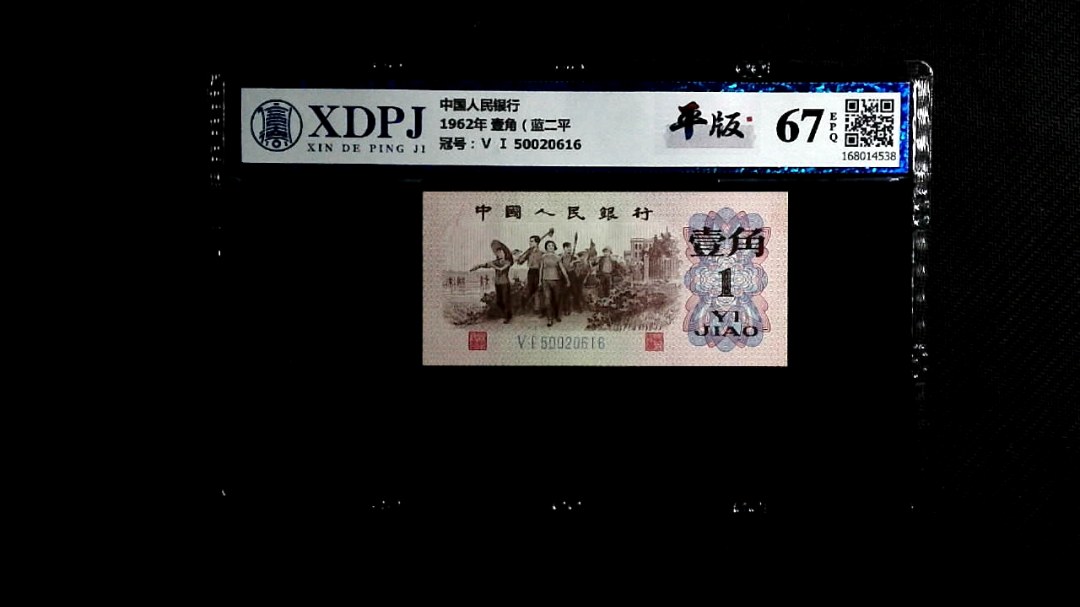 XDPJ
XIN DE PING JI
中国人民银行
1962年 壹角（蓝二平
冠号：V I 50020616
平版
67
EPQ
168014538
中國人民銀行
壹角
1
YI
JIAO
V I 50020616